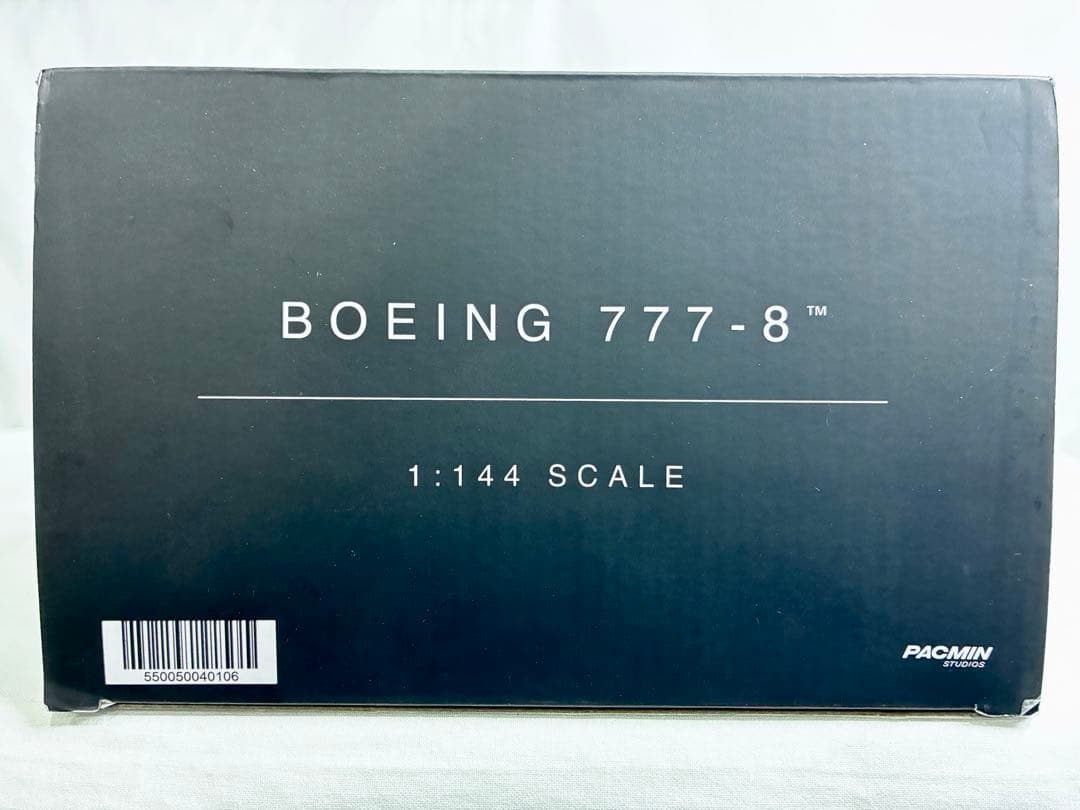 BOEING 777-8™
1:144 SCALE
550050040106
PACMIN
STUDIOS